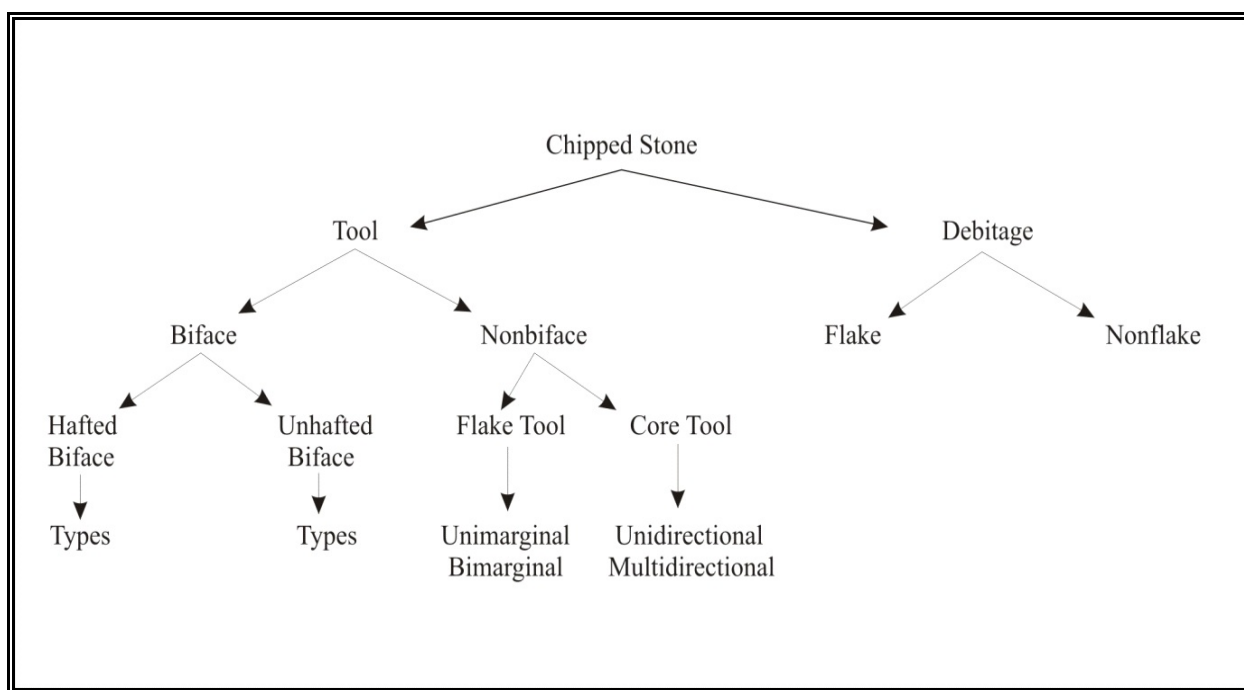 Chipped Stone
Tool
Debitage
Biface
Nonbiface
Flake
Nonflake
Hafted
Biface
Unhafted
Biface
Flake Tool
Core Tool
Types
Types
Unimarginal
Bimarginal
Unidirectional
Multidirectional